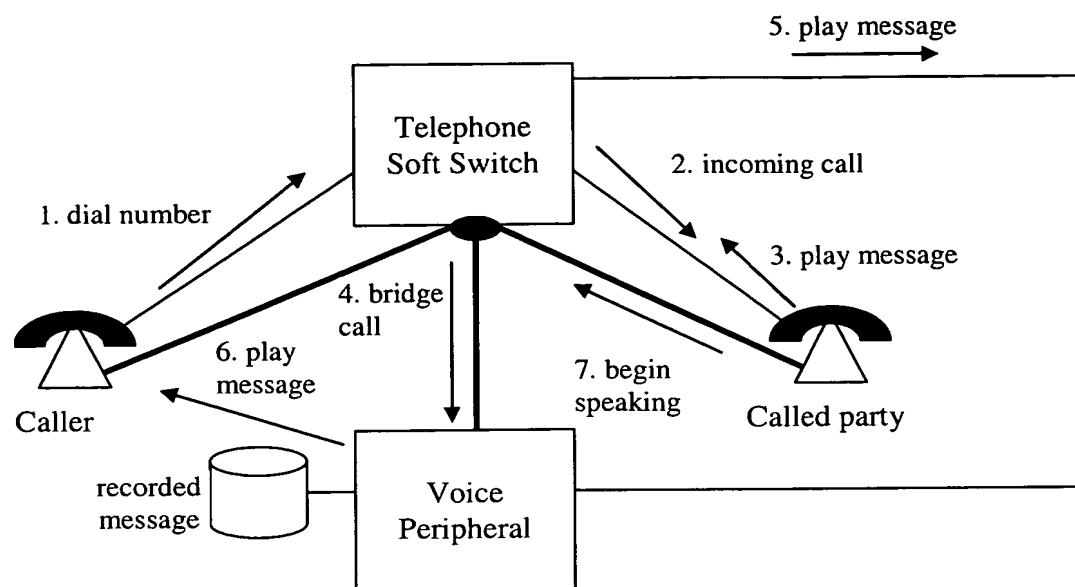 5. play message
Telephone
Soft Switch
2. incoming call
1. dial number
3. play message
4. bridge
call
6. play
message
7. begin
speaking
Caller
Called party
recorded
message
Voice
Peripheral